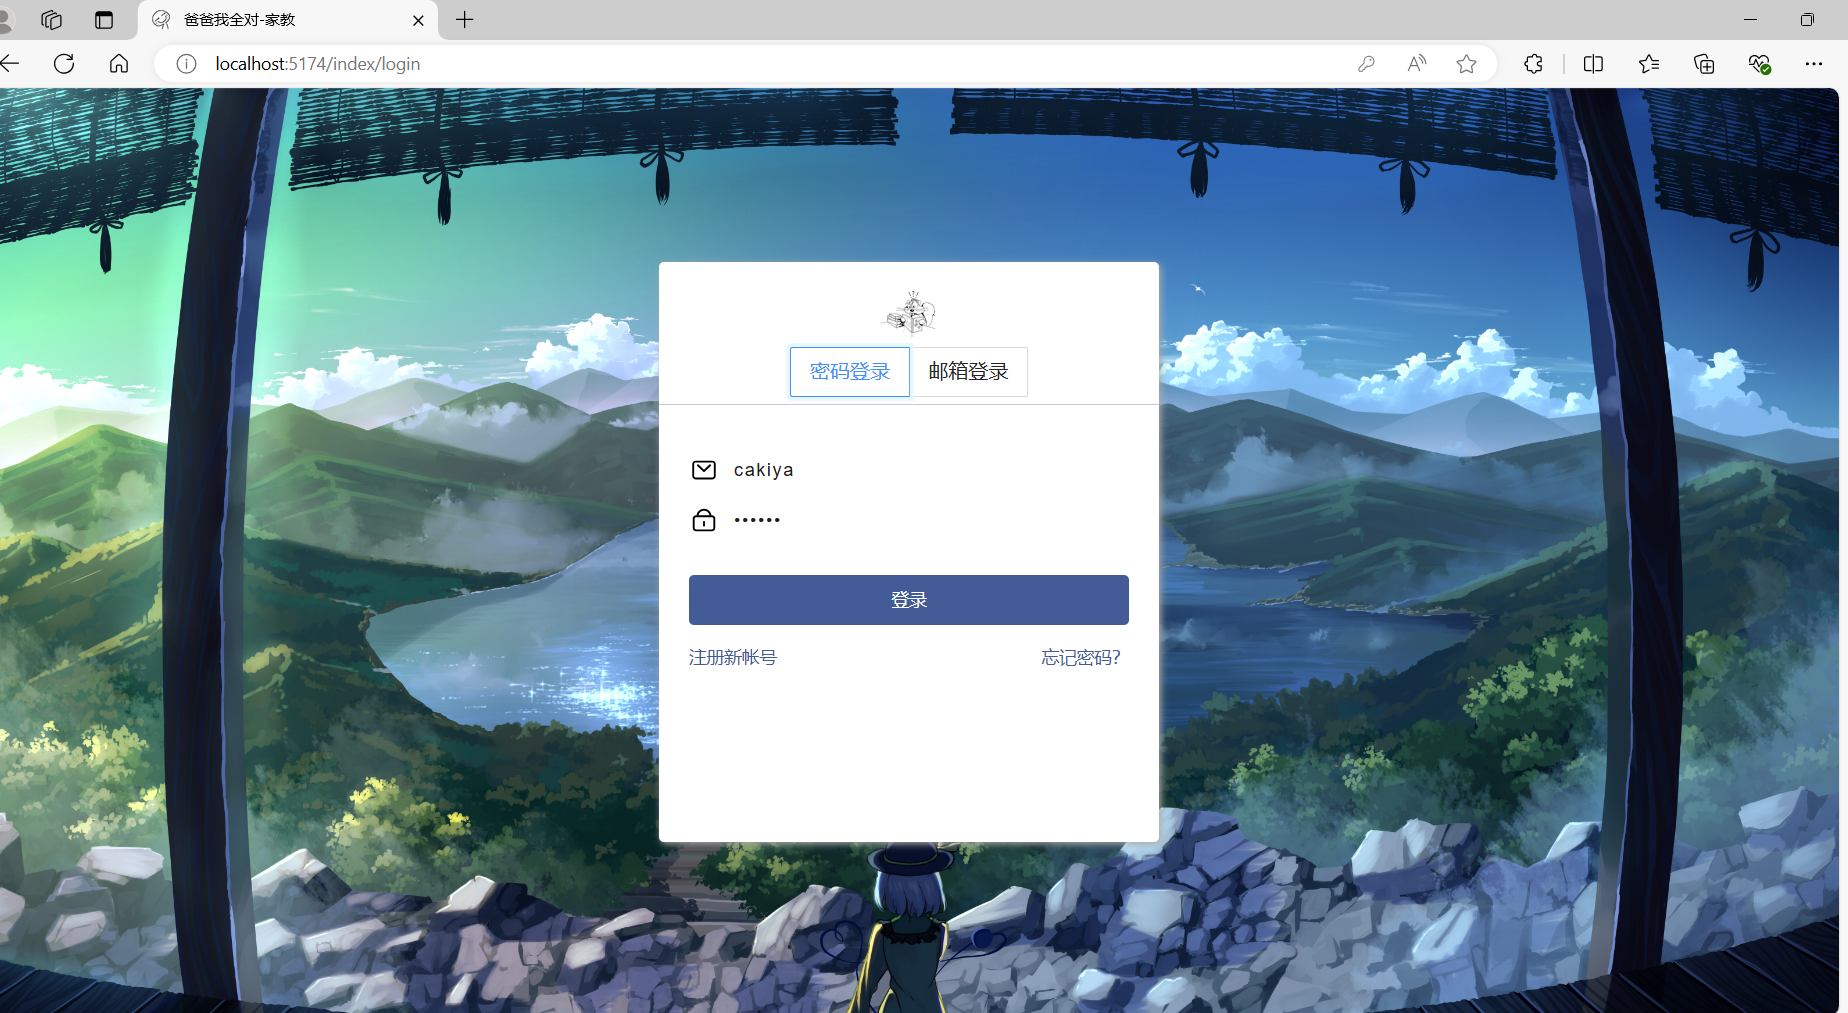 爸爸我全对-家教
localhost:5174/index/login
密码登录
邮箱登录
cakiya
••••••
登录
注册新帐号
忘记密码?